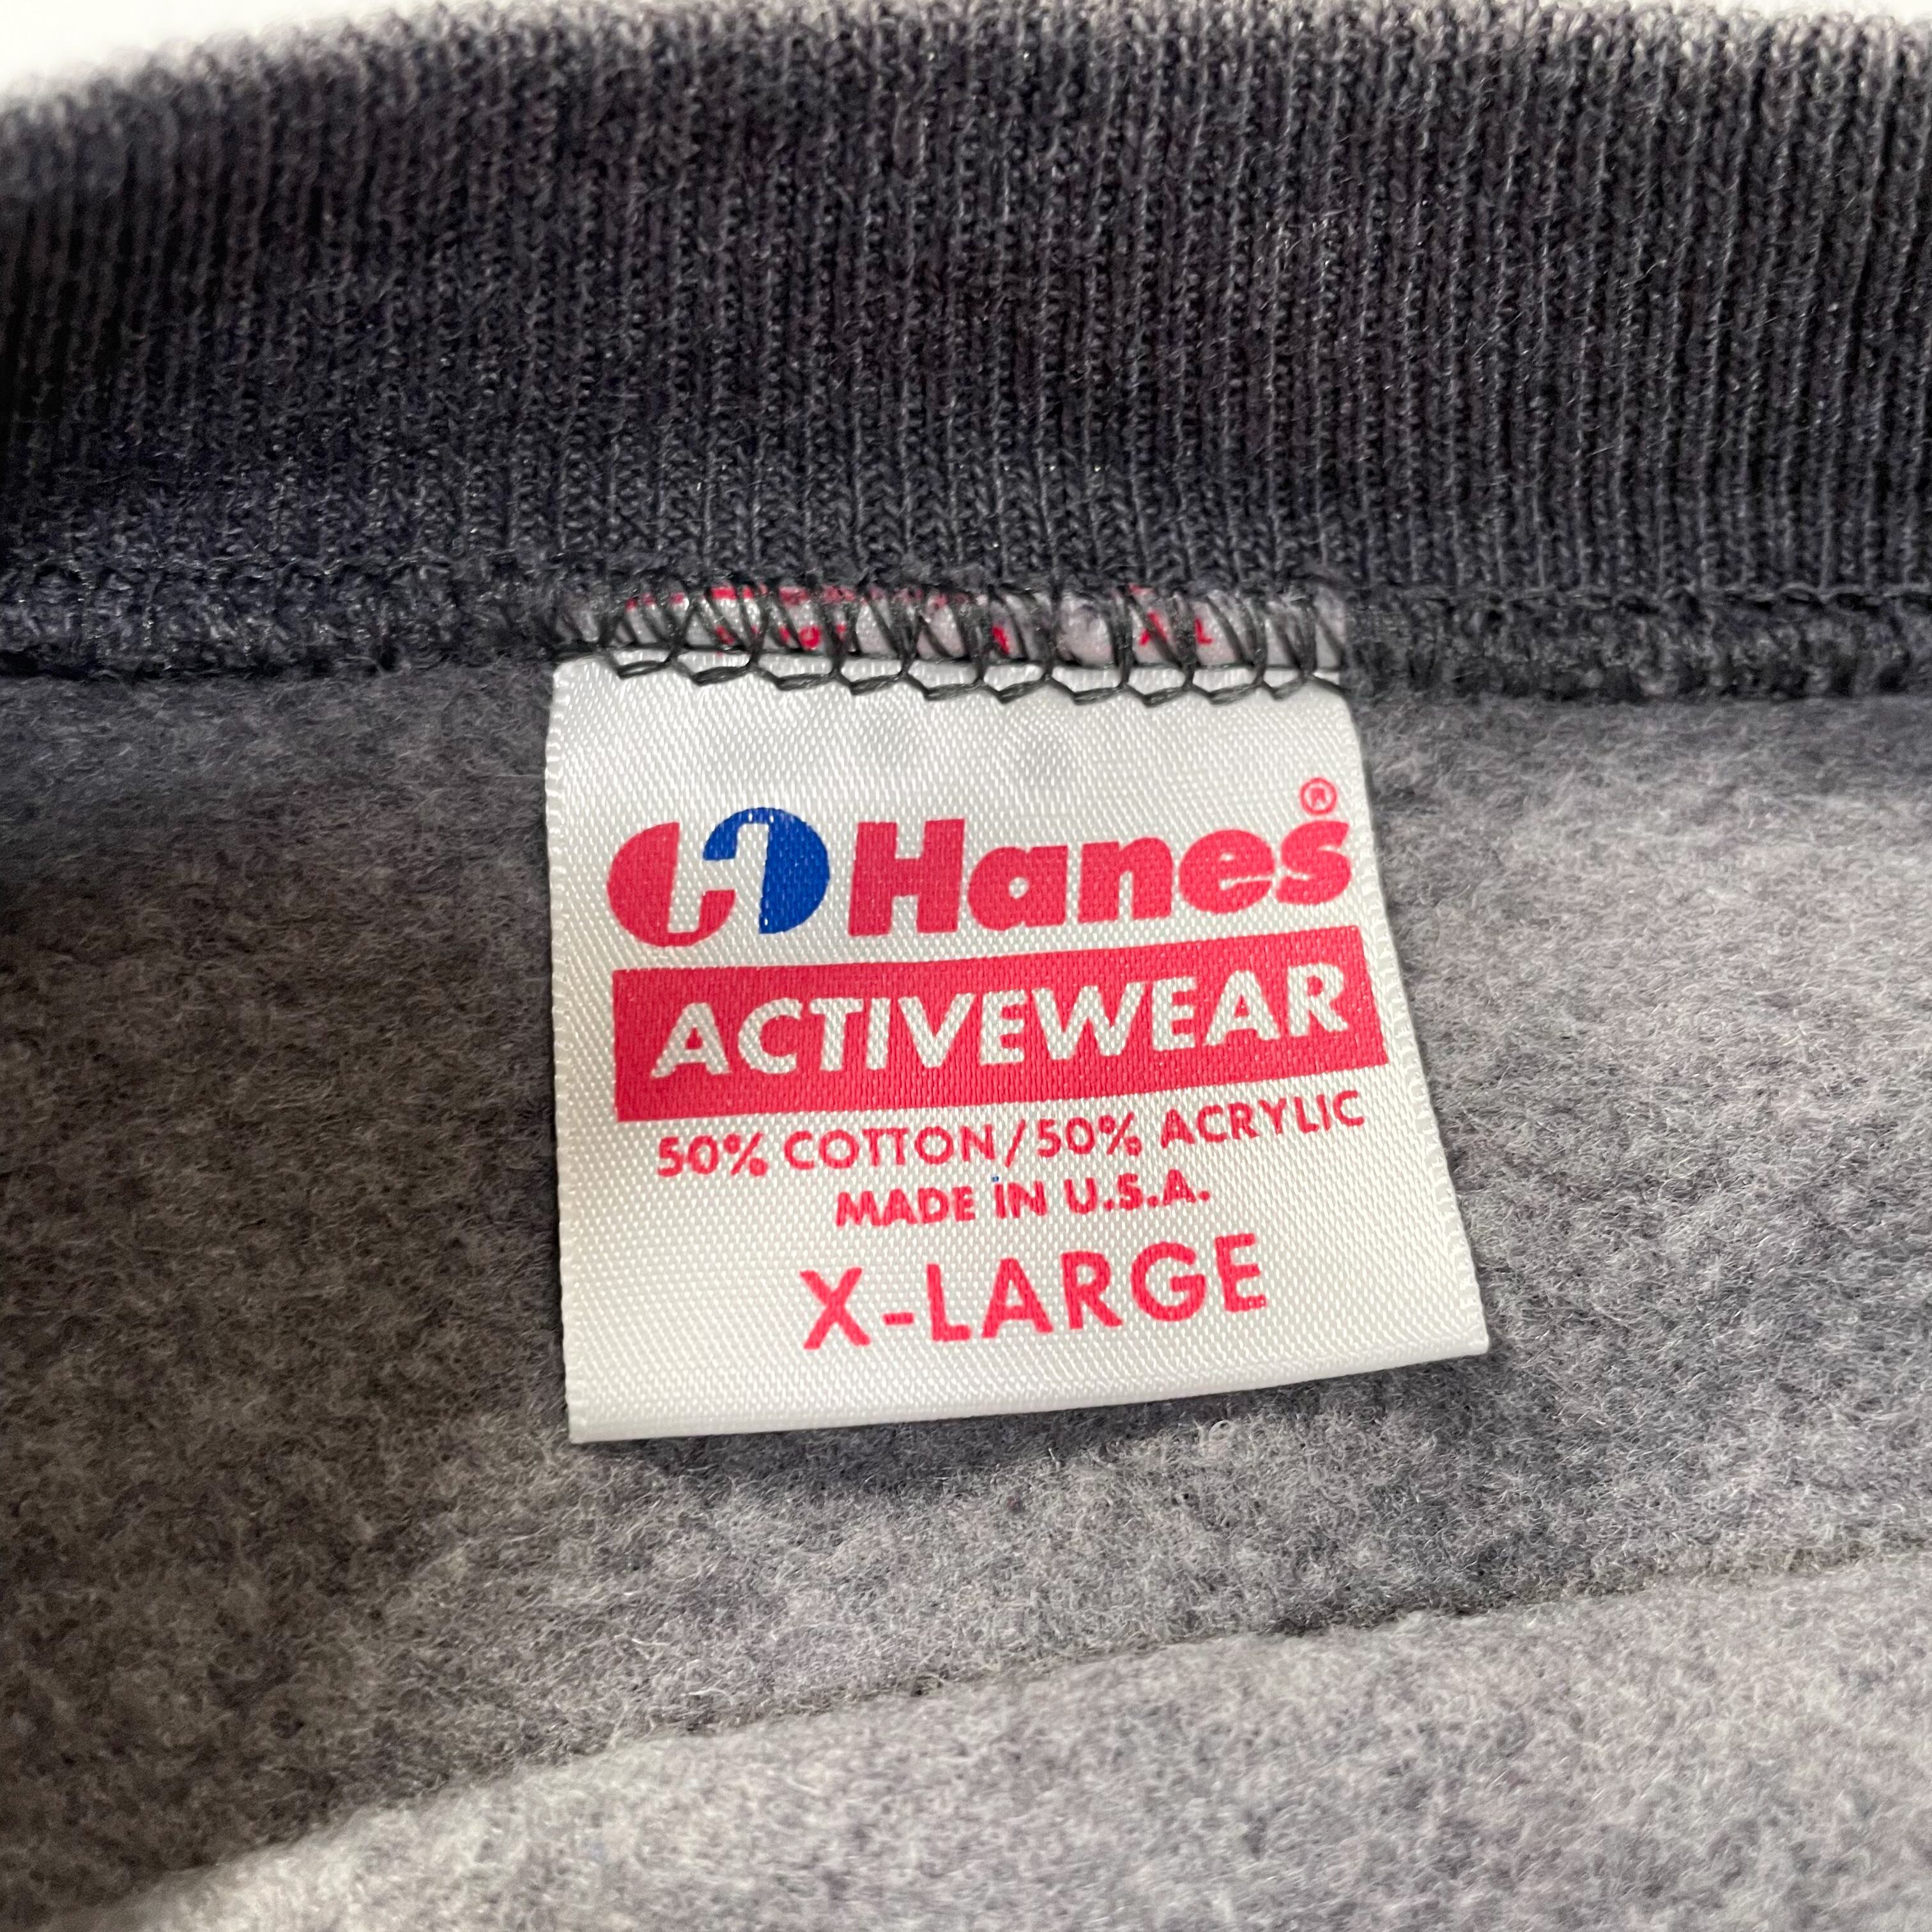 Hanes®
ACTIVEWEAR
50% COTTON/50% ACRYLIC
MADE IN U.S.A.
X-LARGE